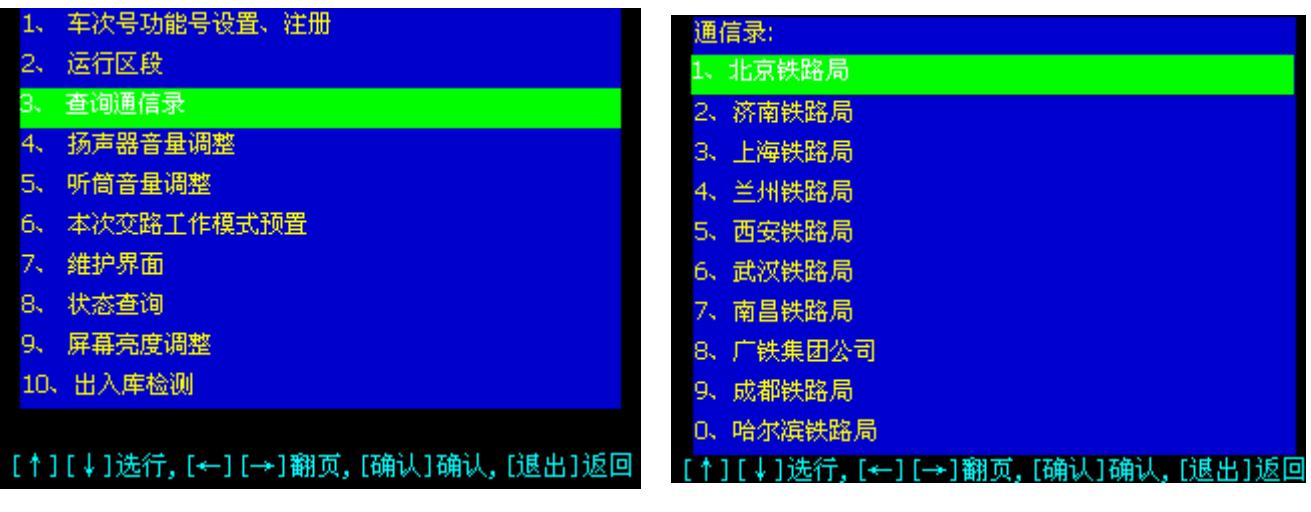 1、 车次号功能号设置、注册
2、 运行区段
3、 查询通信录
4、 扬声器音量调整
5、 听筒音量调整
6、 本次交路工作模式预置
7、 维护界面
8、 状态查询
9、 屏幕亮度调整
10、出入库检测
[↑][↓]选行,[←][→]翻页,[确认]确认,[退出]返回
通信录:
1、北京铁路局
2、济南铁路局
3、上海铁路局
4、兰州铁路局
5、西安铁路局
6、武汉铁路局
7、南昌铁路局
8、广铁集团公司
9、成都铁路局
0、哈尔滨铁路局
[↑][↓]选行,[←][→]翻页,[确认]确认,[退出]返回